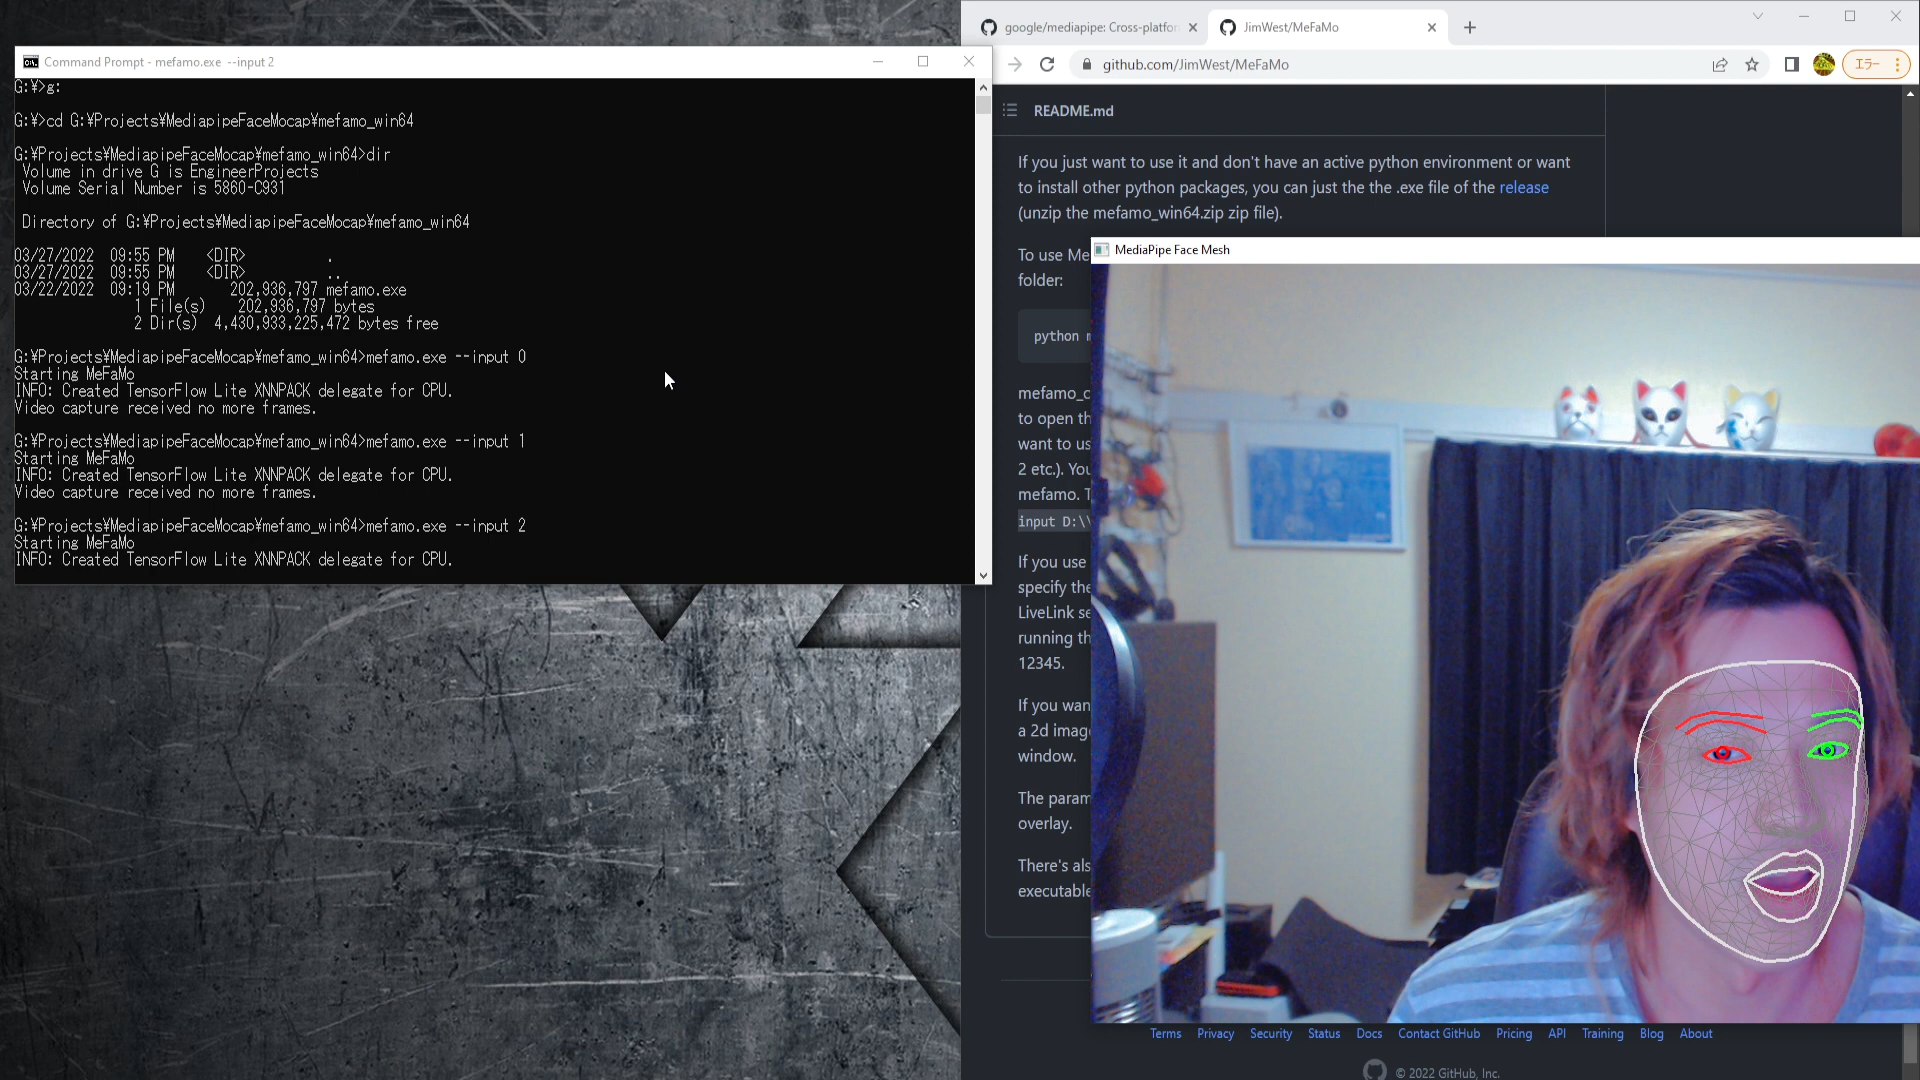 google/mediapipe: Cross-platfor
JimWest/MeFaMo
github.com/JimWest/MeFaMo
エラー
Command Prompt - mefamo.exe --input 2
G:¥>g:
G:¥>cd G:¥Projects¥MediapipeFaceMocap¥mefamo_win64
G:¥Projects¥MediapipeFaceMocap¥mefamo_win64>dir
Volume in drive G is EngineerProjects
Volume Serial Number is 5860-C931
Directory of G:¥Projects¥MediapipeFaceMocap¥mefamo_win64
03/27/2022 09:55 PM <DIR> .
03/27/2022 09:55 PM <DIR> ..
03/22/2022 09:19 PM 202,936,797 mefamo.exe
1 File(s) 202,936,797 bytes
2 Dir(s) 4,430,933,225,472 bytes free
G:¥Projects¥MediapipeFaceMocap¥mefamo_win64>mefamo.exe --input 0
Starting MeFaMo
INFO: Created TensorFlow Lite XNNPACK delegate for CPU.
Video capture received no more frames.
G:¥Projects¥MediapipeFaceMocap¥mefamo_win64>mefamo.exe --input 1
Starting MeFaMo
INFO: Created TensorFlow Lite XNNPACK delegate for CPU.
Video capture received no more frames.
G:¥Projects¥MediapipeFaceMocap¥mefamo_win64>mefamo.exe --input 2
Starting MeFaMo
INFO: Created TensorFlow Lite XNNPACK delegate for CPU.
README.md
If you just want to use it and don't have an active python environment or want
to install other python packages, you can just the the .exe file of the release
(unzip the mefamo_win64.zip zip file).
To use Me
folder:
python m
mefamo_c
to open th
want to us
2 etc.). You
mefamo. T
input D:\\
If you use
specify the
LiveLink se
running th
12345.
If you wan
a 2d imag
window.
The param
overlay.
There's als
executable
MediaPipe Face Mesh
Terms Privacy Security Status Docs Contact GitHub Pricing API Training Blog About
© 2022 GitHub, Inc.